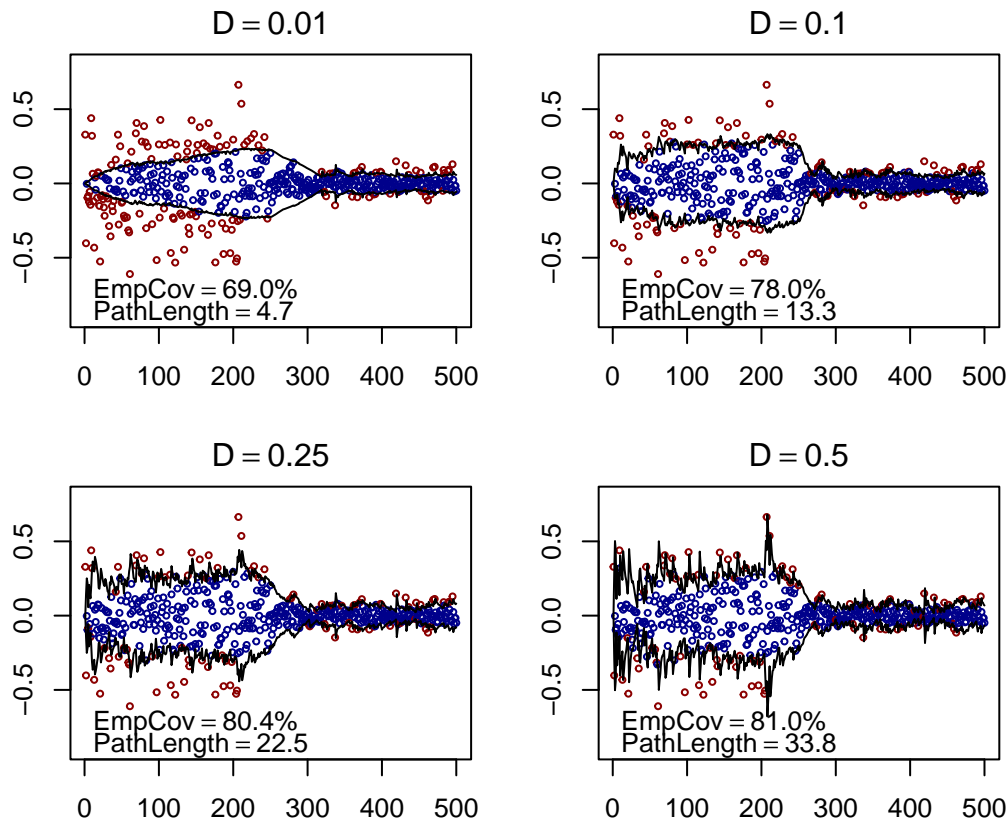 D = 0.01
0.5
0.0
−0.5
EmpCov = 69.0%
PathLength = 4.7
0 100 200 300 400 500
D = 0.1
0.5
0.0
−0.5
EmpCov = 78.0%
PathLength = 13.3
0 100 200 300 400 500
D = 0.25
0.5
0.0
−0.5
EmpCov = 80.4%
PathLength = 22.5
0 100 200 300 400 500
D = 0.5
0.5
0.0
−0.5
EmpCov = 81.0%
PathLength = 33.8
0 100 200 300 400 500